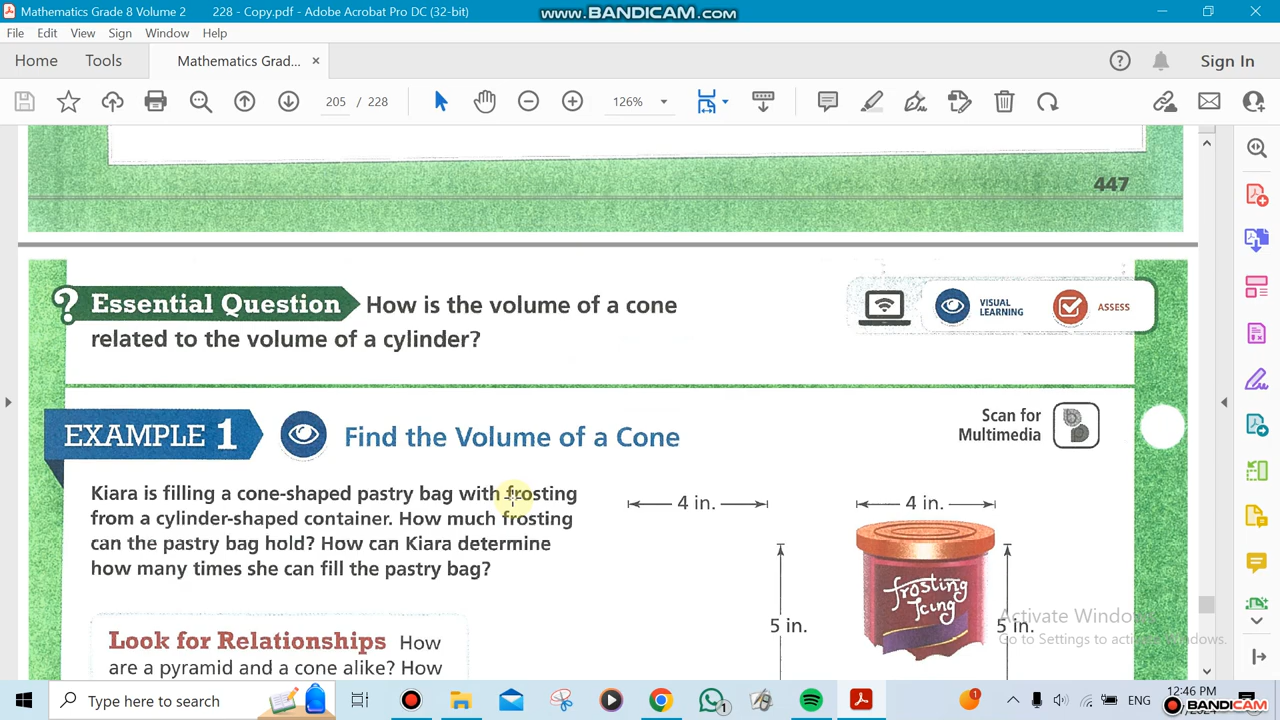 Mathematics Grade 8 Volume 2 228 - Copy.pdf - Adobe Acrobat Pro DC (32-bit)
www.BANDICAM.com
File Edit View Sign Window Help
Home Tools Mathematics Grad... × Sign In
205 / 228 126%
447
? Essential Question How is the volume of a cone
related to the volume of a cylinder?
VISUAL
LEARNING
ASSESS
EXAMPLE 1 Find the Volume of a Cone
Scan for
Multimedia
Kiara is filling a cone-shaped pastry bag with frosting
from a cylinder-shaped container. How much frosting
can the pastry bag hold? How can Kiara determine
how many times she can fill the pastry bag?
4 in. 4 in.
frosting
Icing
5 in. 5 in.
Look for Relationships How
are a pyramid and a cone alike? How
Activate Windows
Go to Settings to activate Windows.
Type here to search
1
1
ENG
12:46 PM
2024
BANDICAM